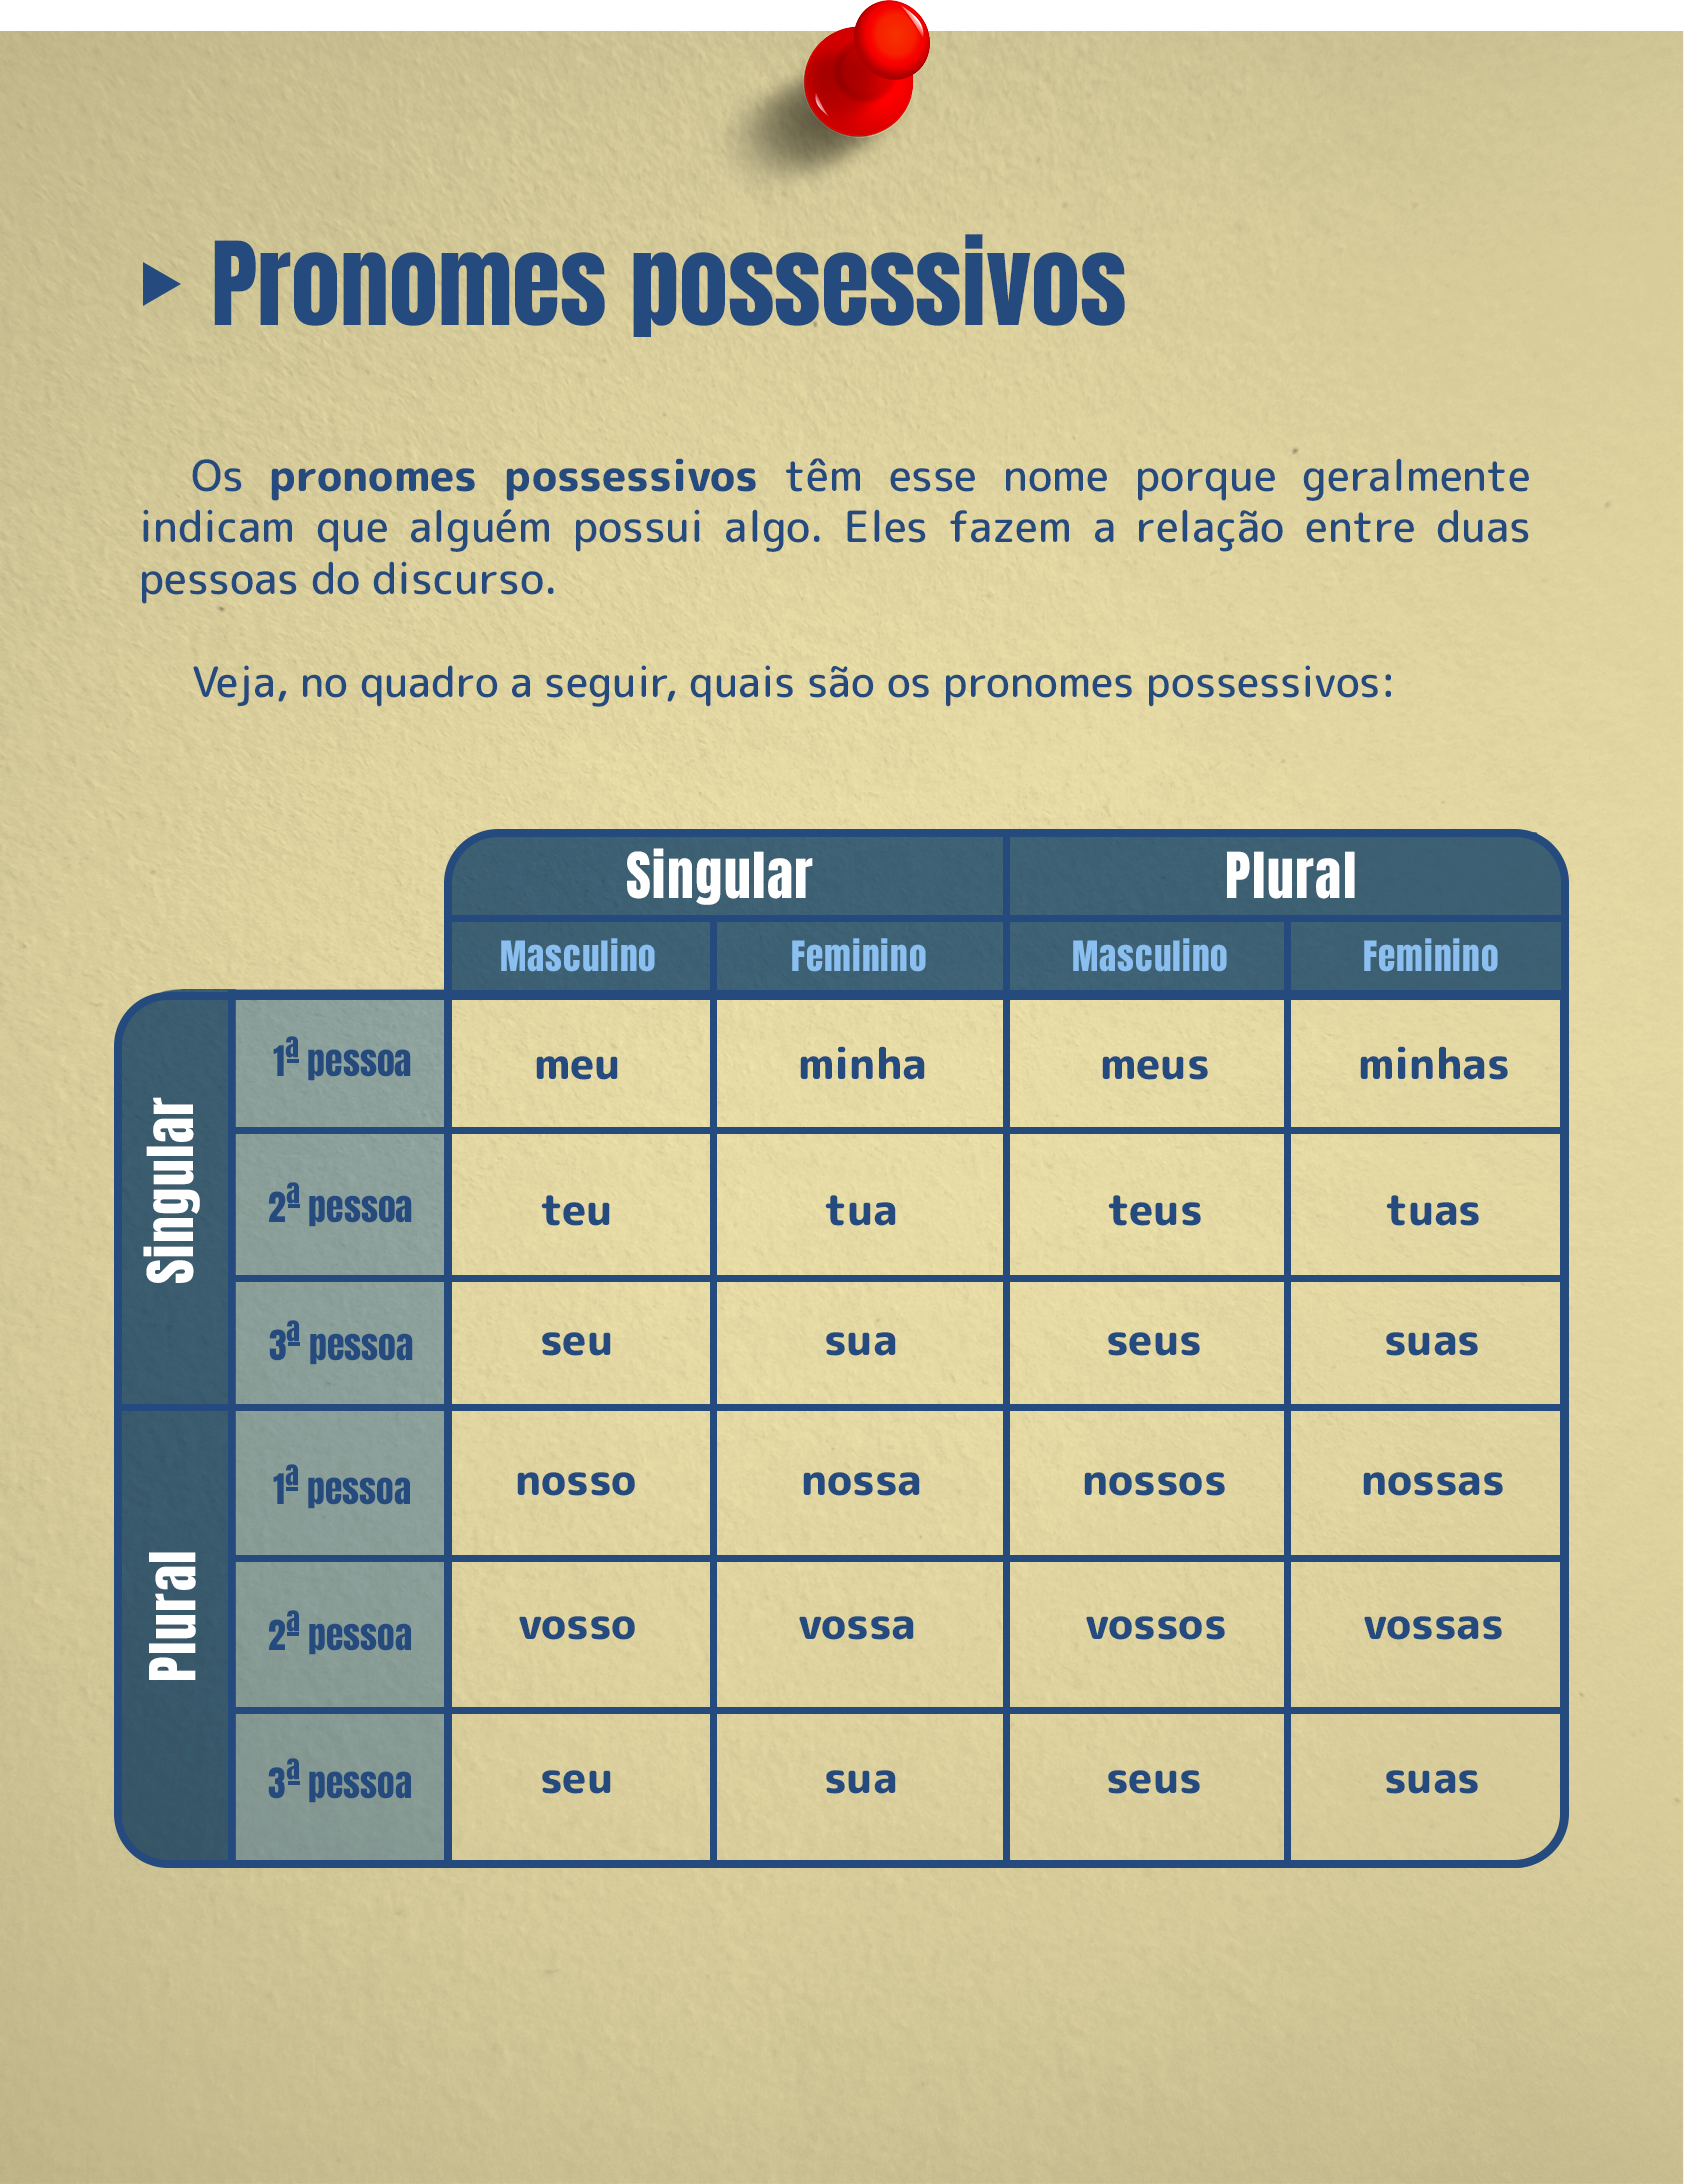 Pronomes possessivos
Os pronomes possessivos têm esse nome porque geralmente
indicam que alguém possui algo. Eles fazem a relação entre duas
pessoas do discurso.
Veja, no quadro a seguir, quais são os pronomes possessivos:
Singular Plural
Masculino Feminino Masculino Feminino
Singular
1ª pessoa meu minha meus minhas
2ª pessoa teu tua teus tuas
3ª pessoa seu sua seus suas
Plural
1ª pessoa nosso nossa nossos nossas
2ª pessoa vosso vossa vossos vossas
3ª pessoa seu sua seus suas